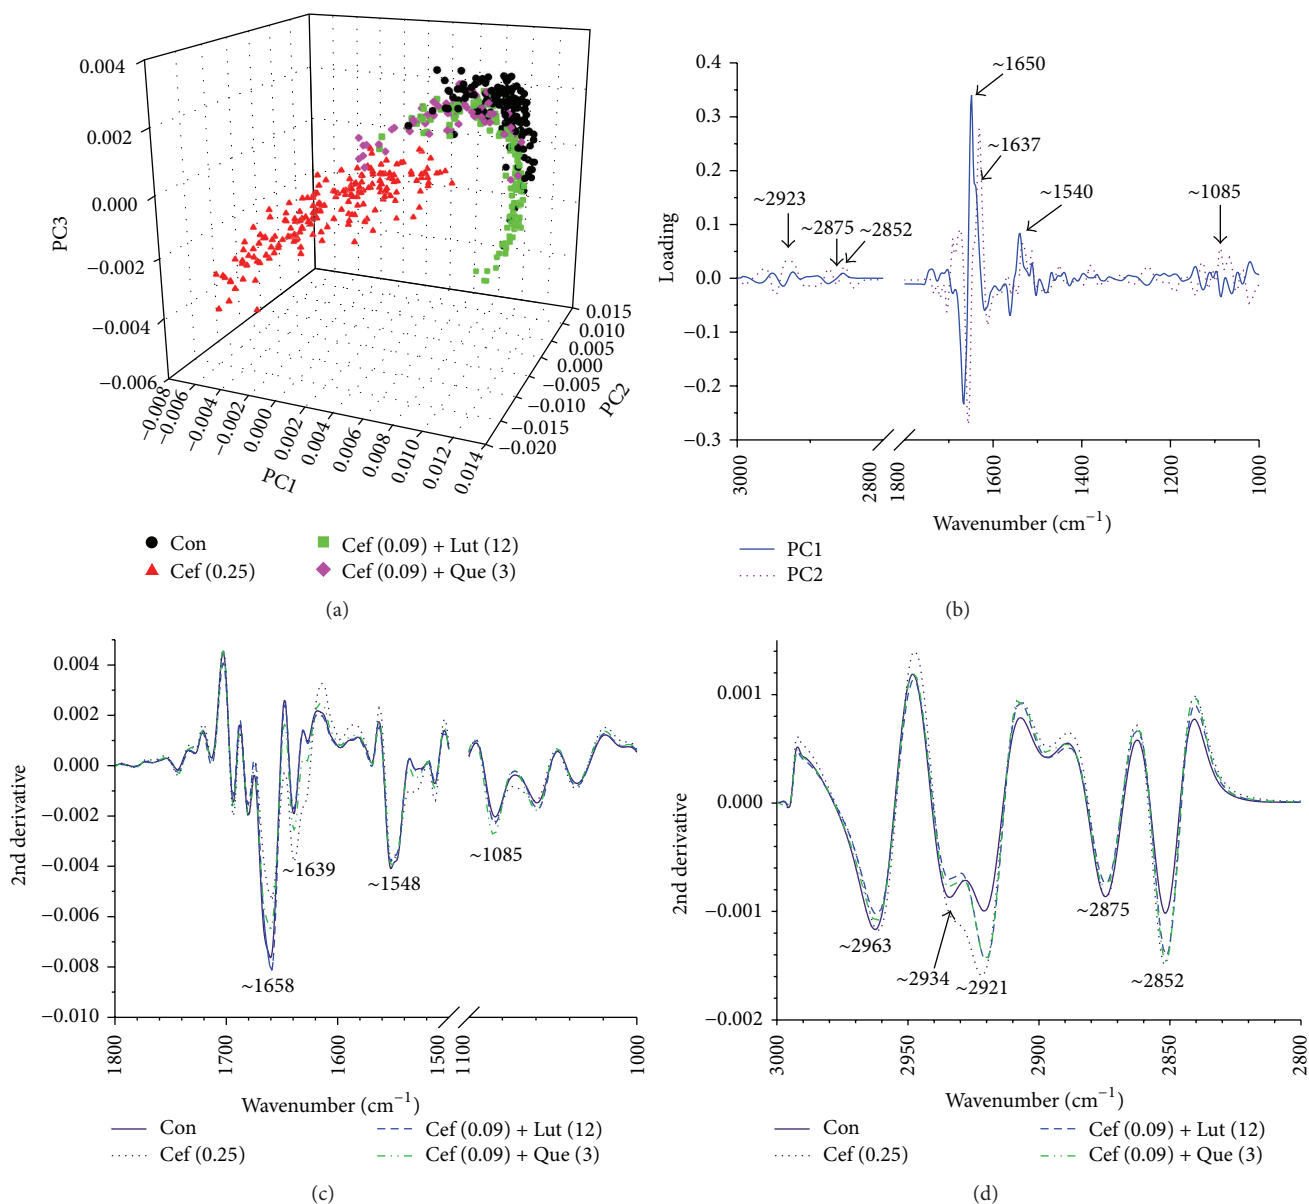 0.004
0.002
0.000
−0.002
−0.004
−0.006
PC3
−0.008
−0.006
−0.004
−0.002
0.000
0.002
0.004
0.006
0.008
0.010
0.012
0.014
PC1
0.015
0.010
0.005
0.000
−0.005
−0.010
−0.015
−0.020
PC2
Con
Cef (0.25)
Cef (0.09) + Lut (12)
Cef (0.09) + Que (3)
(a)
0.4
0.3
0.2
0.1
0.0
−0.1
−0.2
−0.3
Loading
~1650
~1637
~1540
~1085
~2923
~2875
~2852
3000
2800
1800
1600
1400
1200
1000
Wavenumber (cm−1)
PC1
PC2
(b)
0.004
0.002
0.000
−0.002
−0.004
−0.006
−0.008
−0.010
2nd derivative
~1639
~1548
~1085
~1658
1800
1700
1600
1500
1100
1000
Wavenumber (cm−1)
Con
Cef (0.25)
Cef (0.09) + Lut (12)
Cef (0.09) + Que (3)
(c)
0.001
0.000
−0.001
−0.002
2nd derivative
~2963
~2934
~2921
~2875
~2852
3000
2950
2900
2850
2800
Wavenumber (cm−1)
Con
Cef (0.25)
Cef (0.09) + Lut (12)
Cef (0.09) + Que (3)
(d)